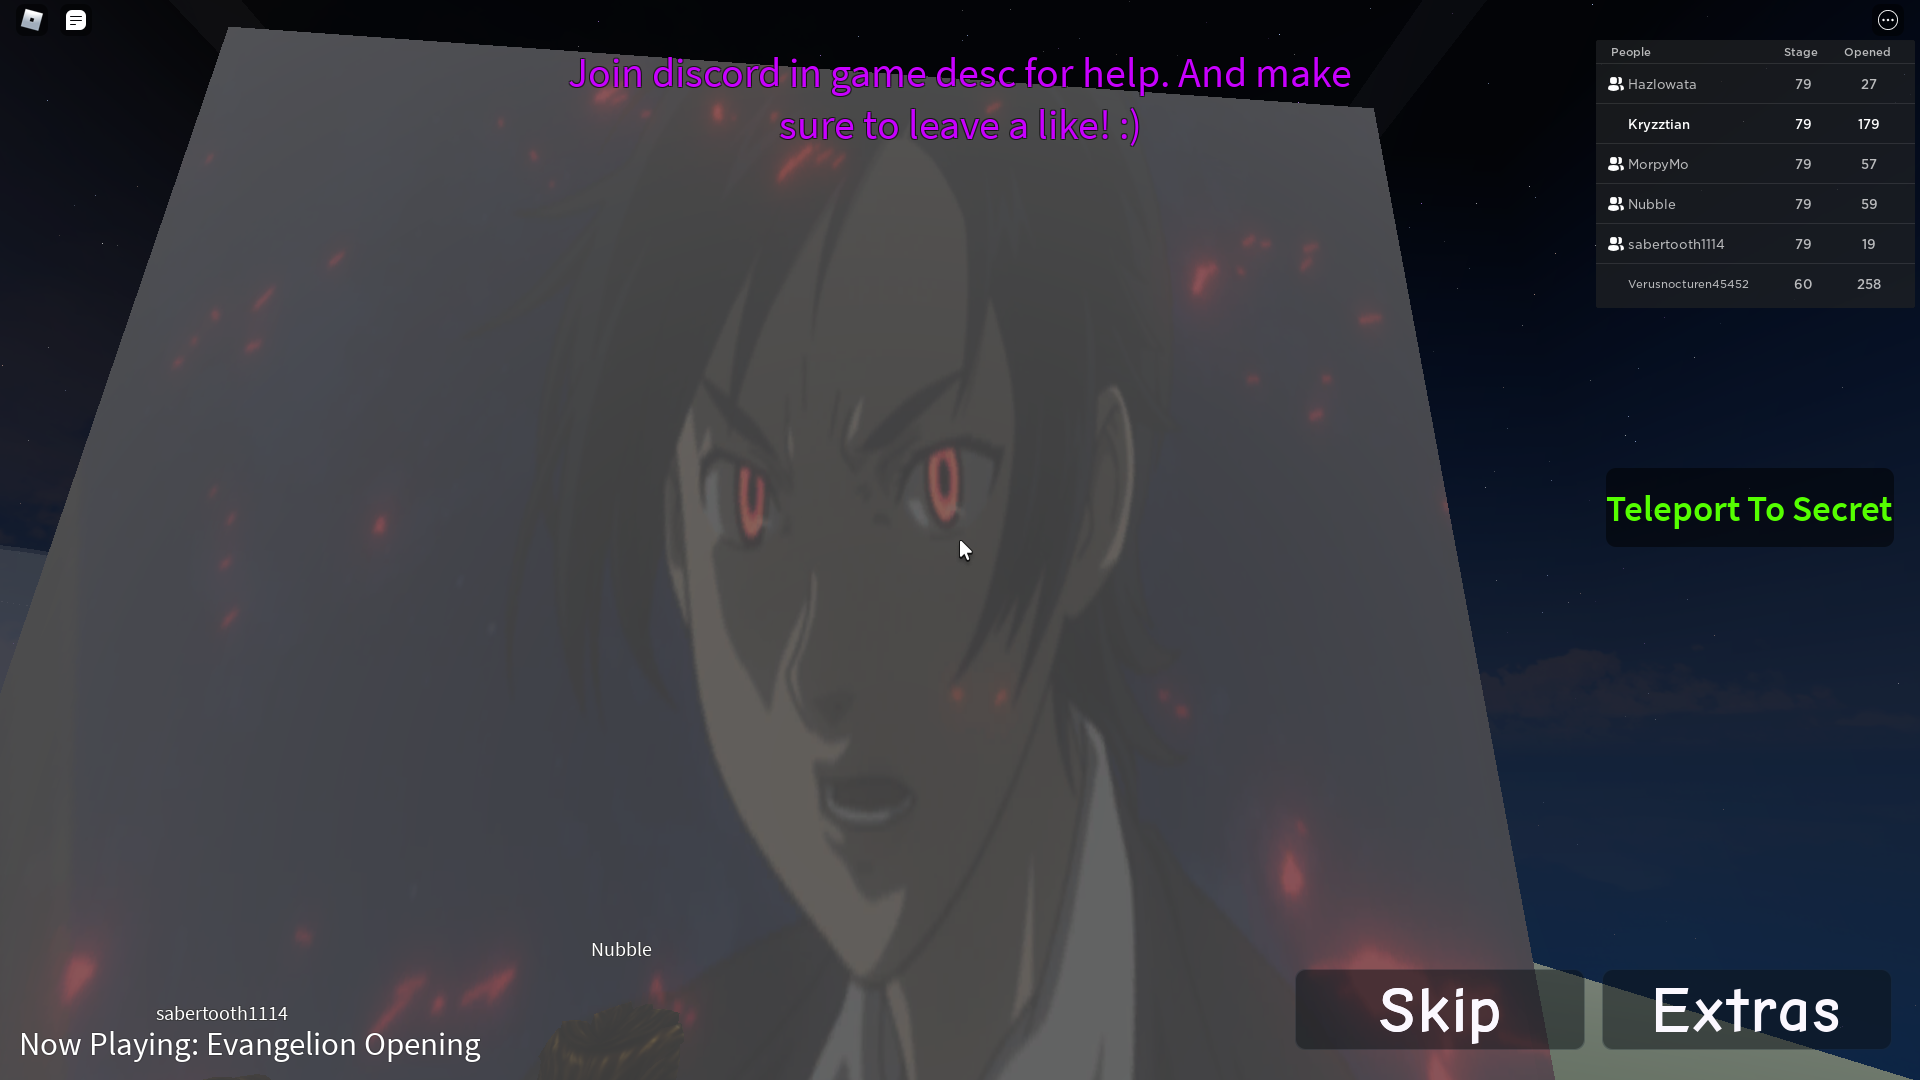 Join discord in game desc for help. And make
sure to leave a like! :)
People Stage Opened
Hazlowata 79 27
Kryzztian 79 179
MorpyMo 79 57
Nubble 79 59
sabertooth1114 79 19
Verusnocturen45452 60 258
Teleport To Secret
Nubble
sabertooth1114
Now Playing: Evangelion Opening
Skip
Extras